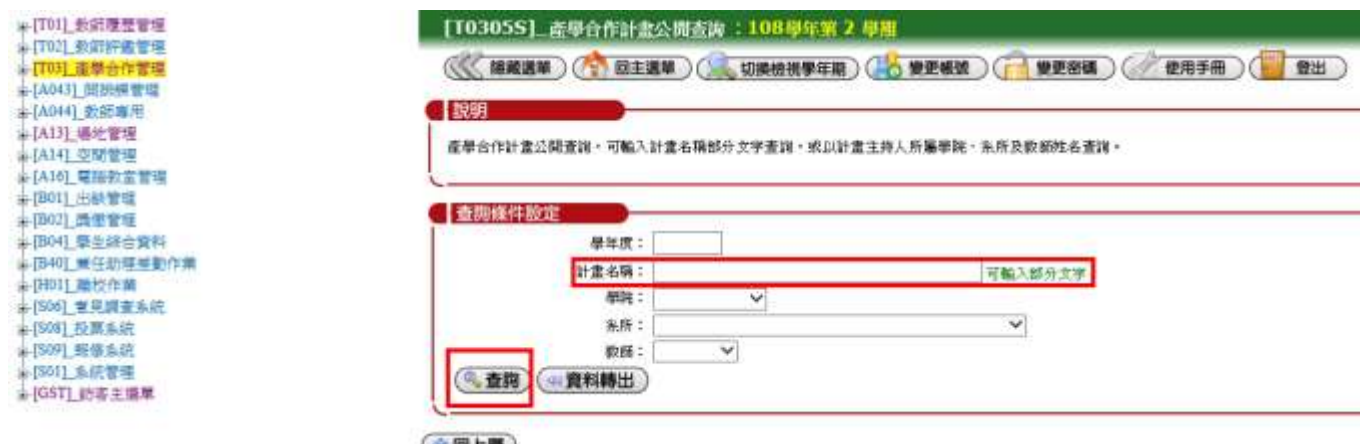 [T01]_教師履歷管理
[T02]_教師評鑑管理
[T03]_產學合作管理
[A043]_開排課管理
[A044]_教師專用
[A13]_場地管理
[A14]_空間管理
[A16]_電腦教室管理
[B01]_出缺管理
[B02]_獎懲管理
[B04]_學生綜合資料
[B40]_兼任助理差勤作業
[H01]_離校作業
[S06]_意見調查系統
[S08]_投票系統
[S09]_報修系統
[S01]_系統管理
[GST]_訪客主選單
[T0305S]_產學合作計畫公開查詢：108學年第 2 學期
隱藏選單 回主選單 切換檢視學年期 變更帳號 變更密碼 使用手冊 登出
說明
產學合作計畫公開查詢，可輸入計畫名稱部分文字查詢，或以計畫主持人所屬學院、系所及教師姓名查詢。
查詢條件設定
學年度：
計畫名稱： 可輸入部分文字
學院：
系所：
教師：
查詢 資料轉出
回上層